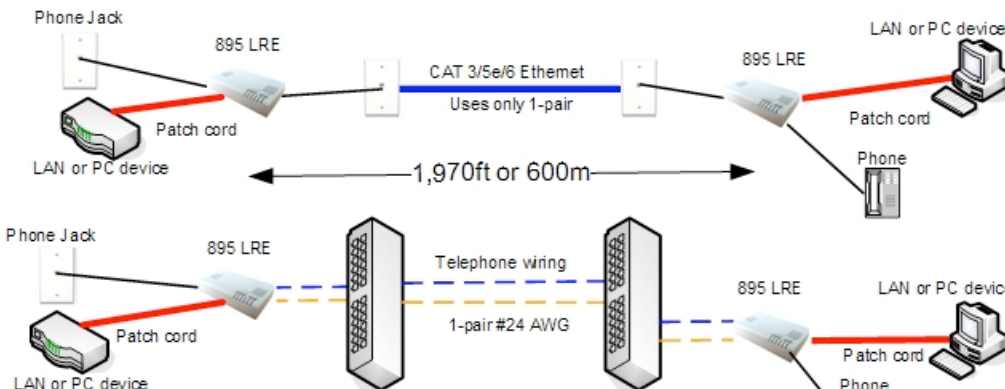 Phone Jack
895 LRE
CAT 3/5e/6 Ethernet
Uses only 1-pair
895 LRE
LAN or PC device
Patch cord
LAN or PC device
Patch cord
1,970ft or 600m
Phone
Phone Jack
895 LRE
Telephone wiring
1-pair #24 AWG
895 LRE
LAN or PC device
Patch cord
LAN or PC device
Patch cord
Phone